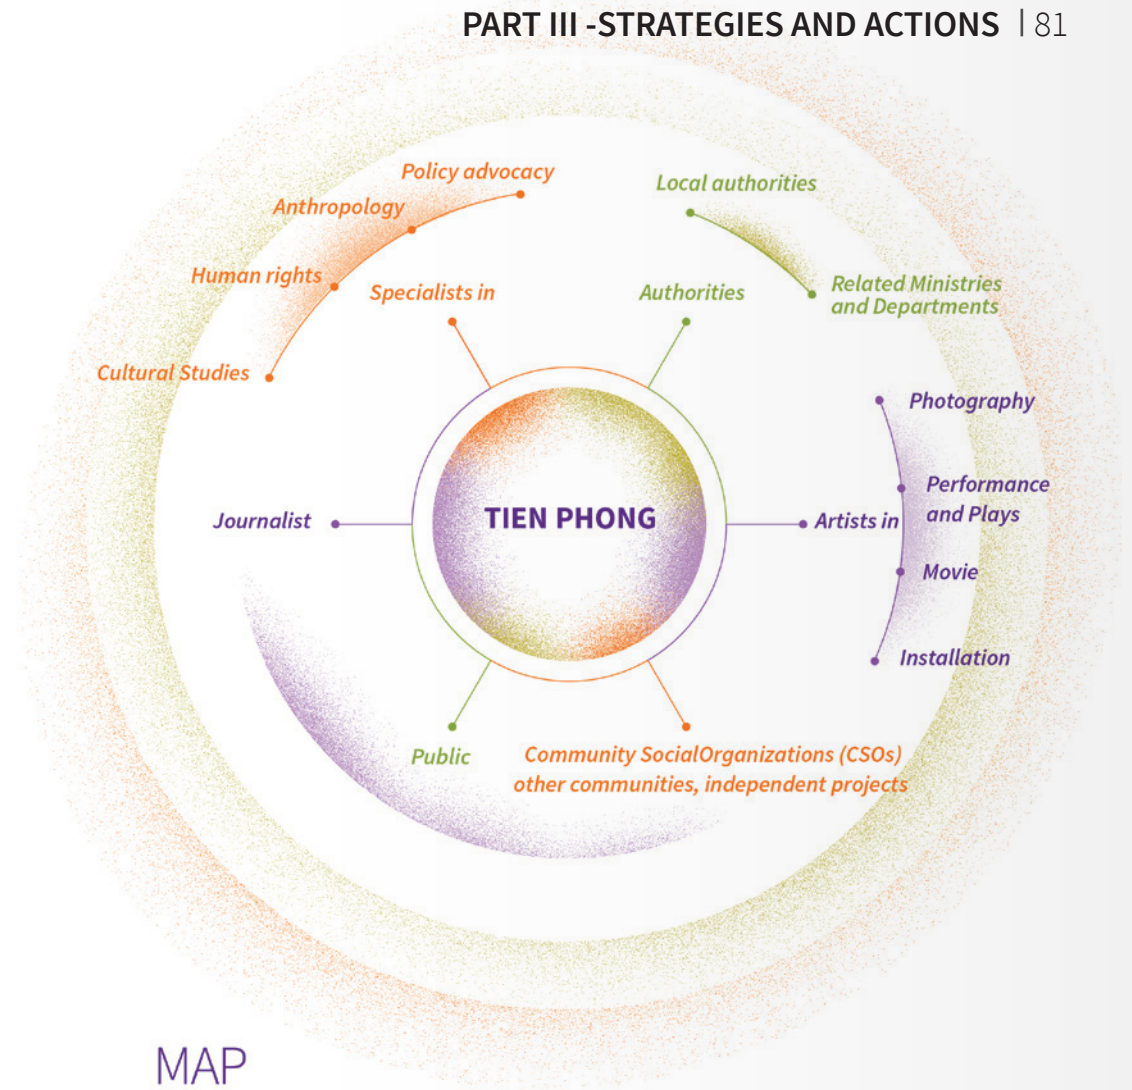 PART III -STRATEGIES AND ACTIONS | 81
Policy advocacy
Anthropology
Human rights
Cultural Studies
Specialists in
Local authorities
Authorities
Related Ministries
and Departments
Photography
Performance
and Plays
Artists in
Movie
Installation
TIEN PHONG
Journalist
Public
Community SocialOrganizations (CSOs)
other communities, independent projects
MAP